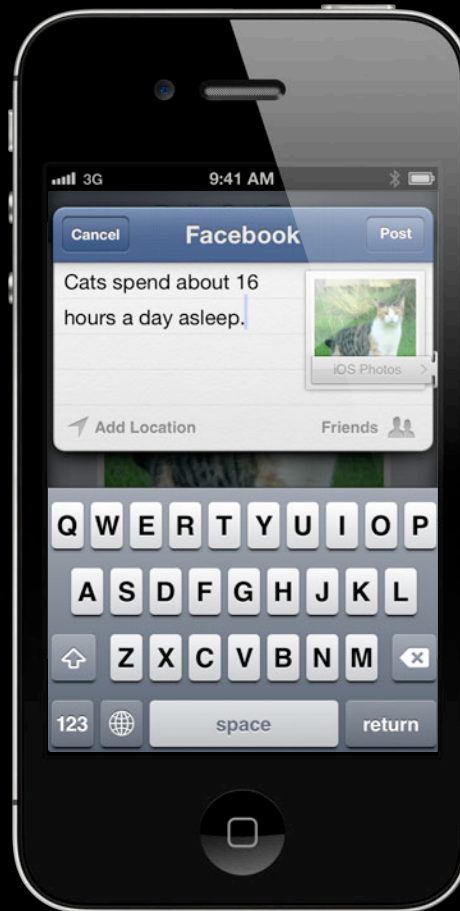 3G 9:41 AM
Cancel Facebook Post
Cats spend about 16
hours a day asleep.
iOS Photos
Add Location Friends
Q W E R T Y U I O P
A S D F G H J K L
Z X C V B N M
123 space return